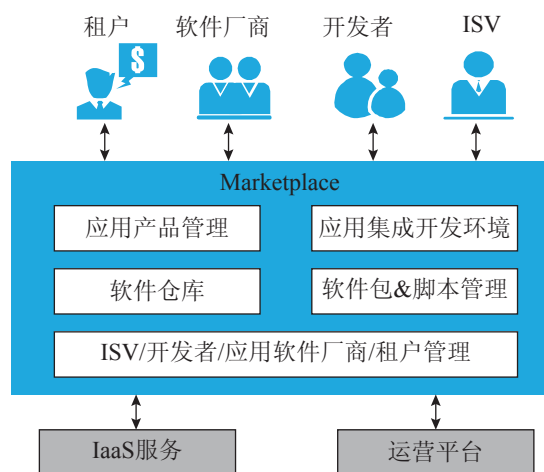 租户
软件厂商
开发者
ISV
$
Marketplace
应用产品管理
应用集成开发环境
软件仓库
软件包&脚本管理
ISV/开发者/应用软件厂商/租户管理
IaaS服务
运营平台